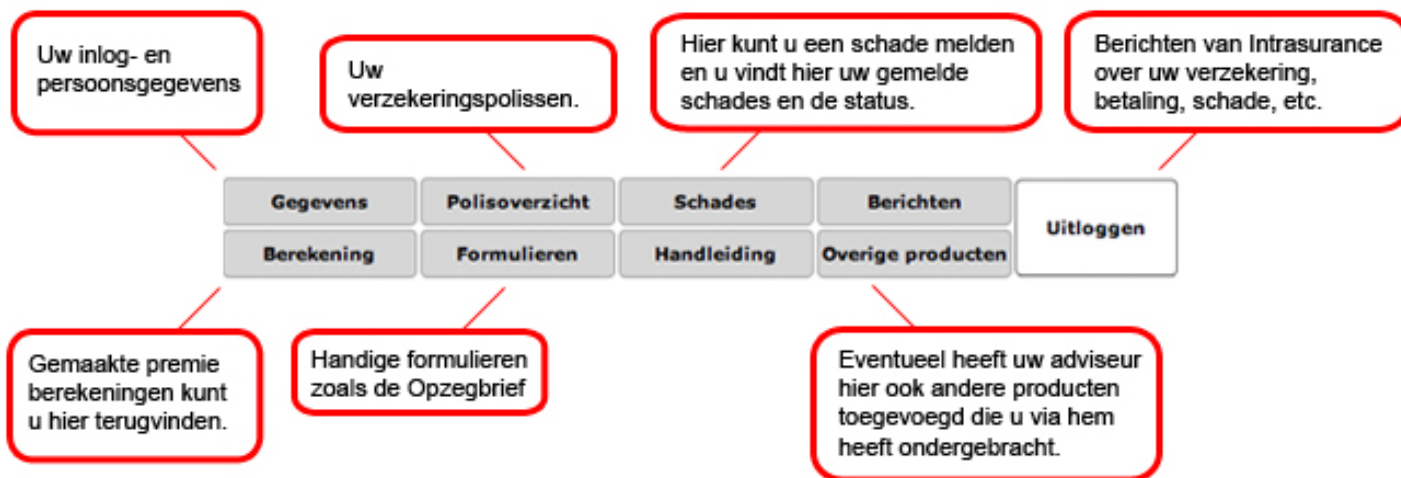 Uw inlog- en
persoonsgegevens
Uw
verzekeringspolissen.
Hier kunt u een schade melden
en u vindt hier uw gemelde
schades en de status.
Berichten van Intrasurance
over uw verzekering,
betaling, schade, etc.
Gegevens
Polisoverzicht
Schades
Berichten
Uitloggen
Berekening
Formulieren
Handleiding
Overige producten
Gemaakte premie
berekeningen kunt
u hier terugvinden.
Handige formulieren
zoals de Opzegbrief
Eventueel heeft uw adviseur
hier ook andere producten
toegevoegd die u via hem
heeft ondergebracht.